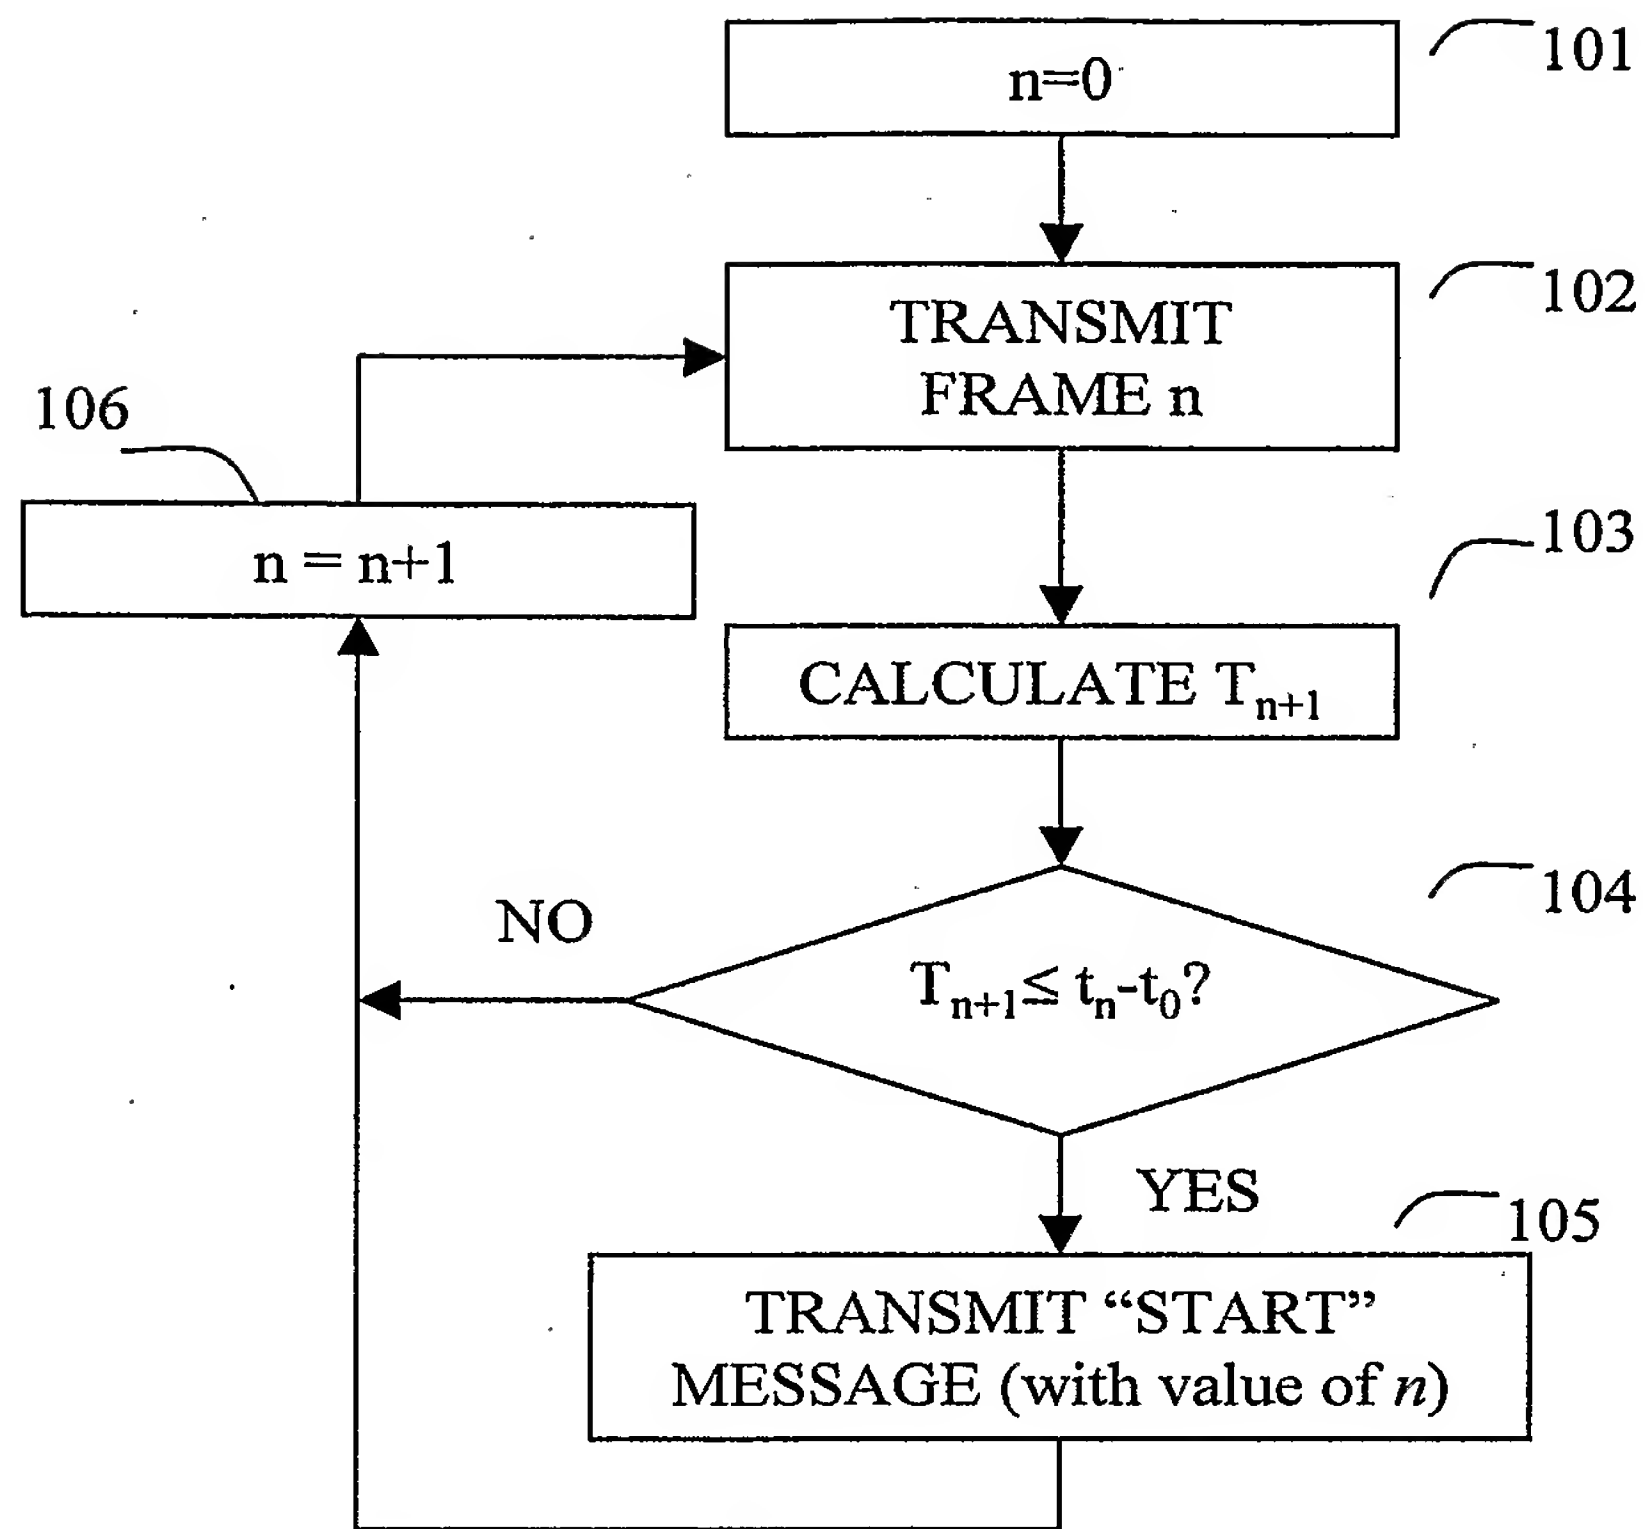 n=0
101
TRANSMIT
FRAME n
102
106
n = n+1
103
CALCULATE Tn+1
104
NO
Tn+1≤ tn-t0?
YES
105
TRANSMIT “START”
MESSAGE (with value of n)